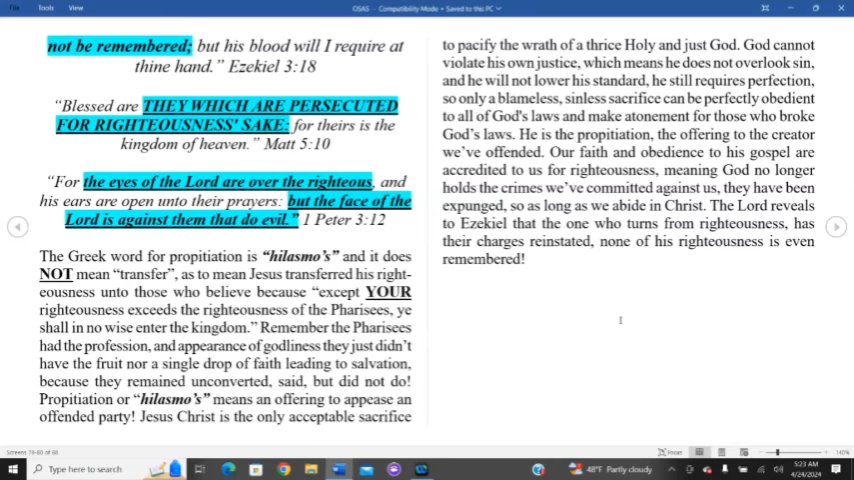 File Tools View
OSAS - Compatibility Mode • Saved to this PC
not be remembered; but his blood will I require at
thine hand.” Ezekiel 3:18
“Blessed are THEY WHICH ARE PERSECUTED
FOR RIGHTEOUSNESS' SAKE: for theirs is the
kingdom of heaven.” Matt 5:10
“For the eyes of the Lord are over the righteous, and
his ears are open unto their prayers: but the face of the
Lord is against them that do evil.” 1 Peter 3:12
The Greek word for propitiation is “hilasmo’s” and it does
NOT mean “transfer”, as to mean Jesus transferred his right-
eousness unto those who believe because “except YOUR
righteousness exceeds the righteousness of the Pharisees, ye
shall in no wise enter the kingdom.” Remember the Pharisees
had the profession, and appearance of godliness they just didn’t
have the fruit nor a single drop of faith leading to salvation,
because they remained unconverted, said, but did not do!
Propitiation or “hilasmo’s” means an offering to appease an
offended party! Jesus Christ is the only acceptable sacrifice
to pacify the wrath of a thrice Holy and just God. God cannot
violate his own justice, which means he does not overlook sin,
and he will not lower his standard, he still requires perfection,
so only a blameless, sinless sacrifice can be perfectly obedient
to all of God's laws and make atonement for those who broke
God’s laws. He is the propitiation, the offering to the creator
we’ve offended. Our faith and obedience to his gospel are
accredited to us for righteousness, meaning God no longer
holds the crimes we’ve committed against us, they have been
expunged, so as long as we abide in Christ. The Lord reveals
to Ezekiel that the one who turns from righteousness, has
their charges reinstated, none of his righteousness is even
remembered!
Screens 79-80 of 88
Focus
140%
Type here to search
48°F Partly cloudy
5:23 AM
4/24/2024